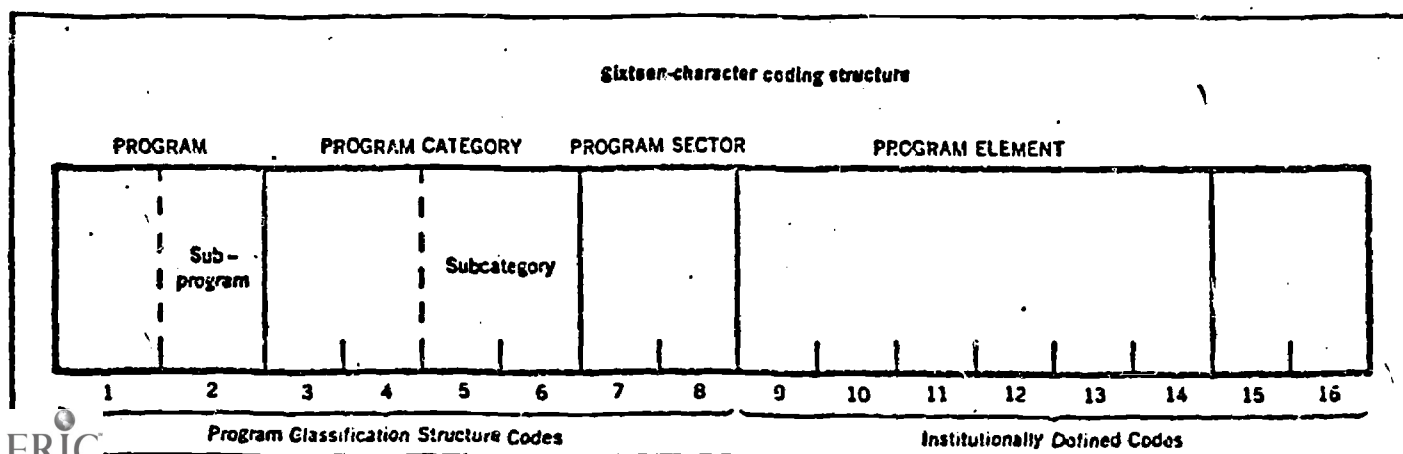 Sixteen-character coding structure
PROGRAM PROGRAM CATEGORY PROGRAM SECTOR PROGRAM ELEMENT
Sub-
program
Subcategory
1 2 3 4 5 6 7 8 9 10 11 12 13 14 15 16
Program Classification Structure Codes Institutionally Defined Codes
ERIC